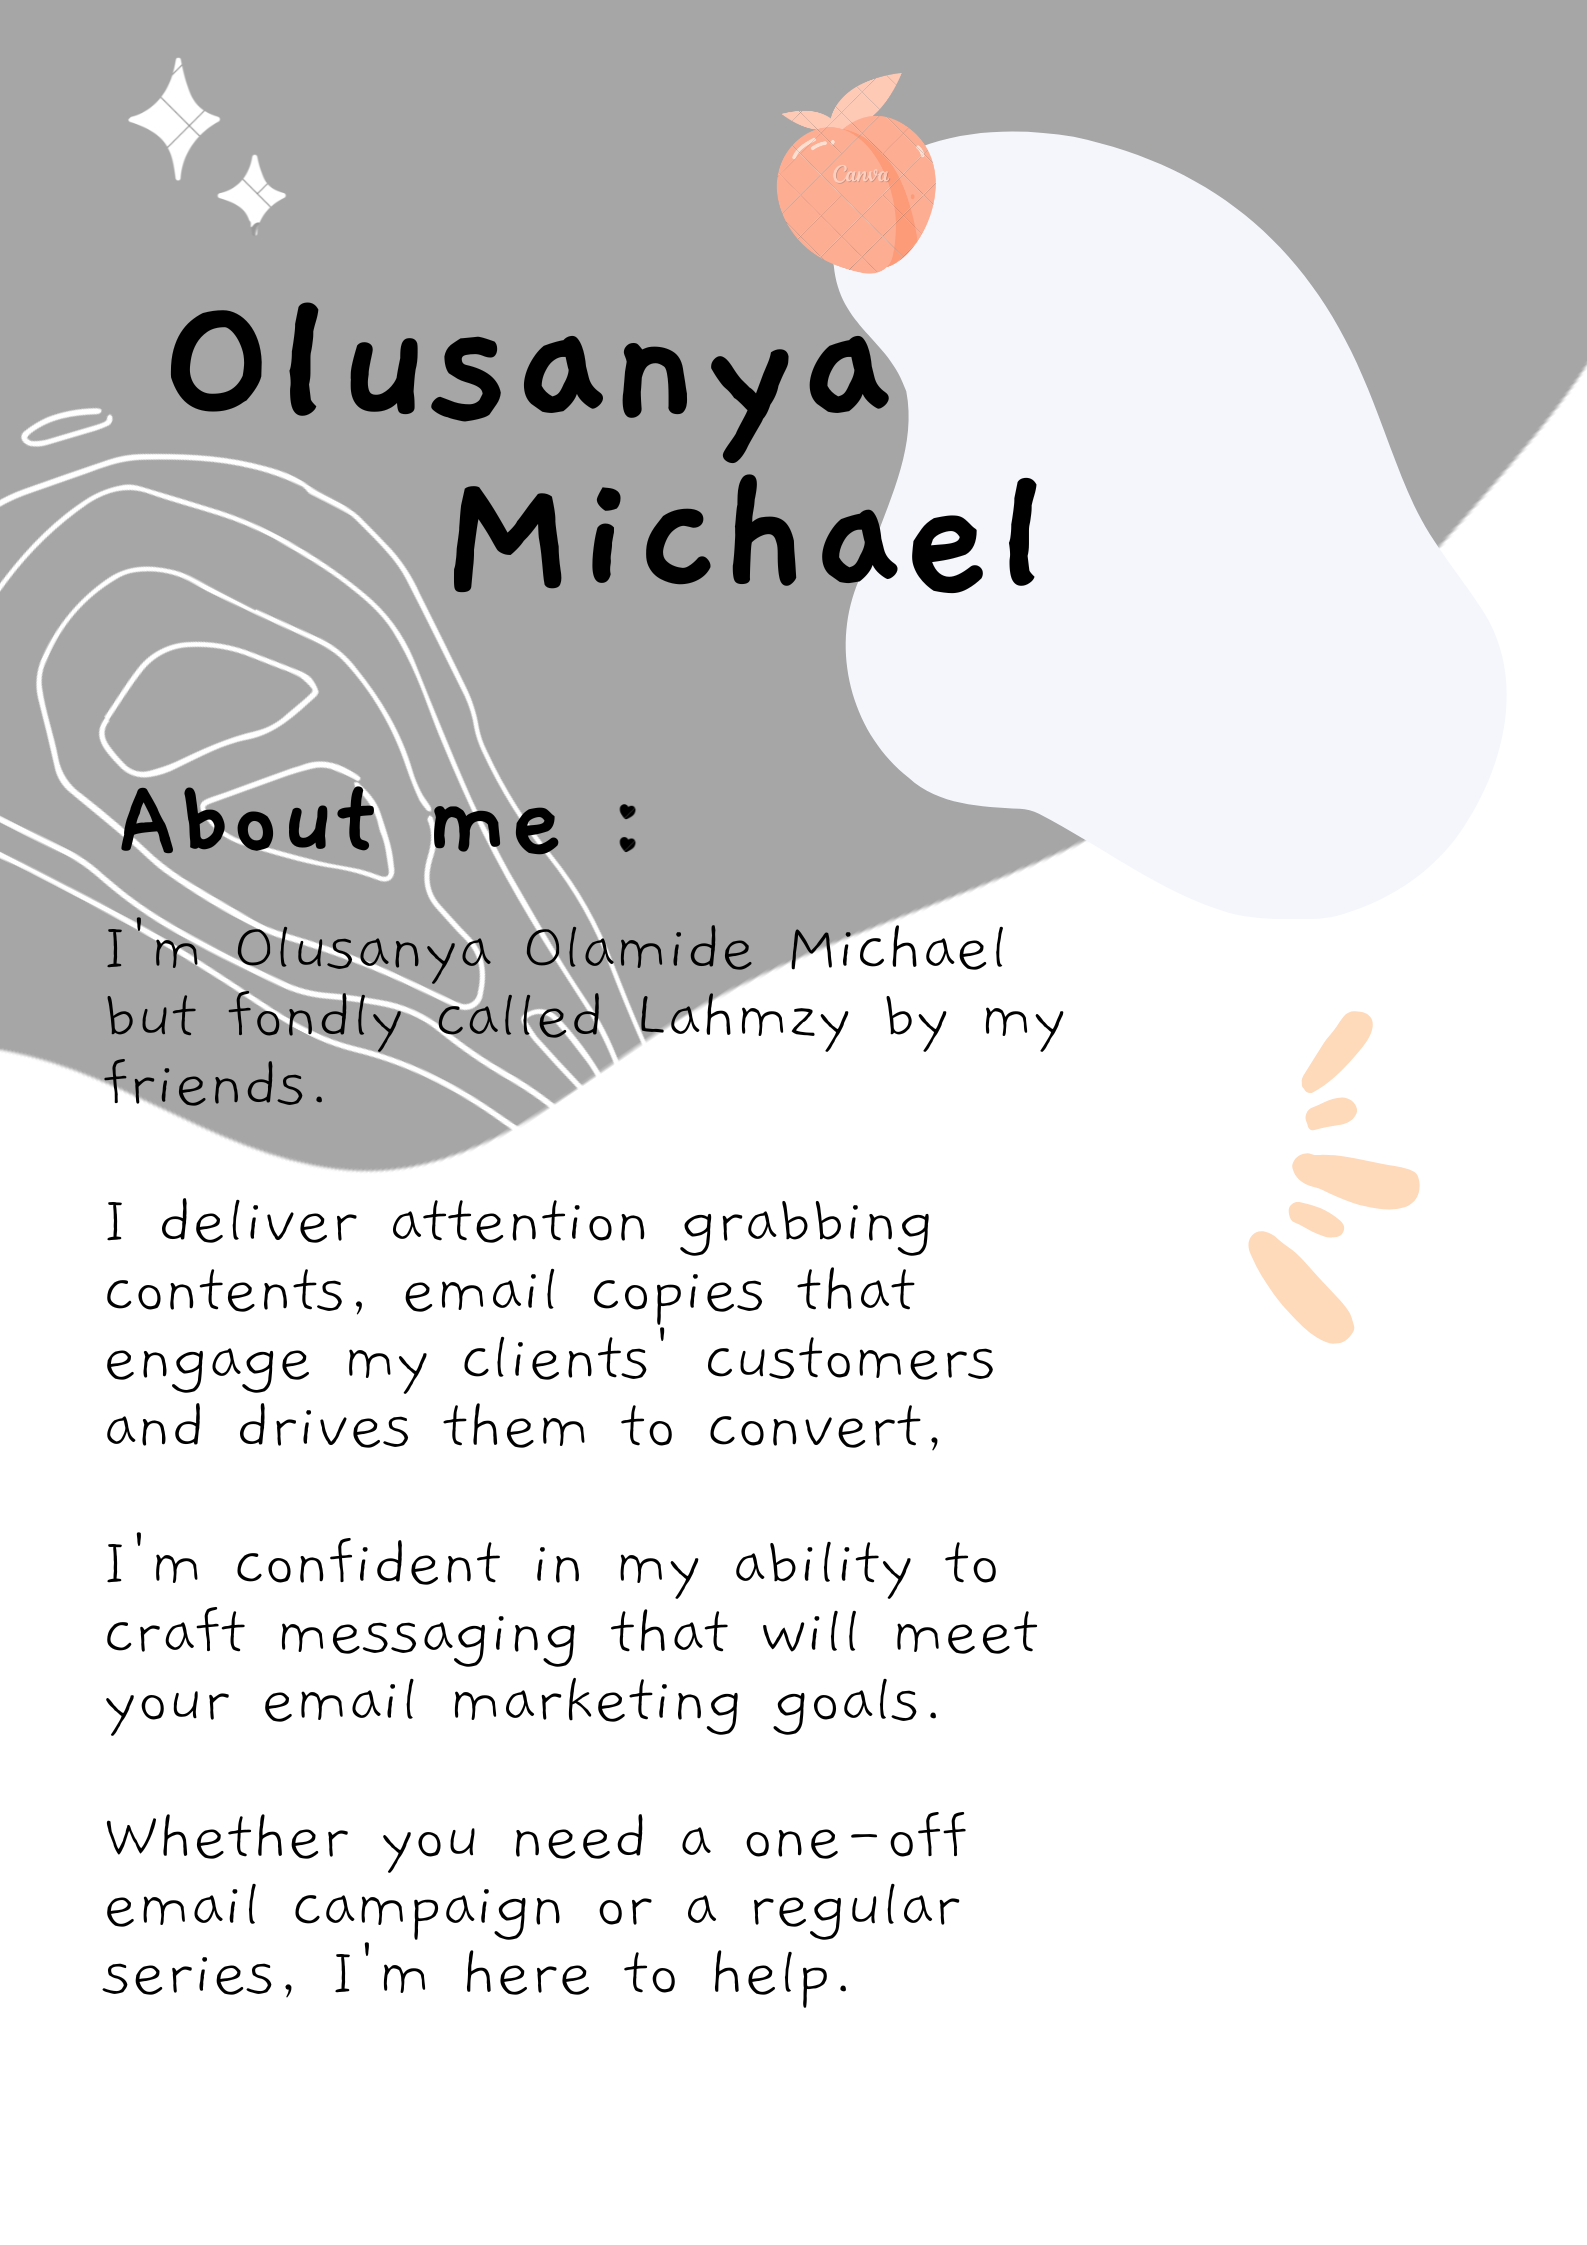 Canva
Olusanya
Michael
About me :
I'm Olusanya Olamide Michael
but fondly called Lahmzy by my
friends.
I deliver attention grabbing
contents, email copies that
engage my clients' customers
and drives them to convert,
I'm confident in my ability to
craft messaging that will meet
your email marketing goals.
Whether you need a one-off
email campaign or a regular
series, I'm here to help.